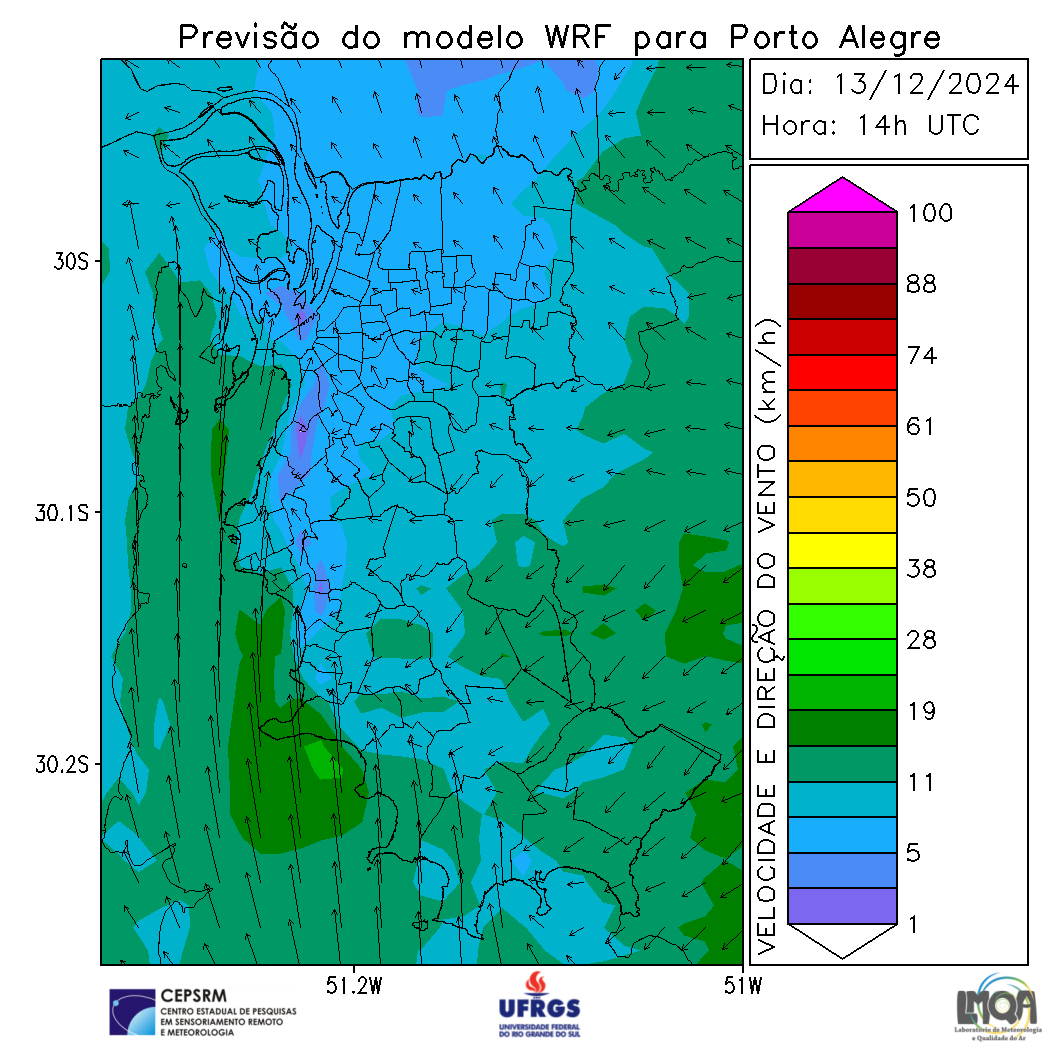 Previsão do modelo WRF para Porto Alegre
Dia: 13/12/2024
Hora: 14h UTC
30S
30.1S
30.2S
51.2W
51W
VELOCIDADE E DIREÇÃO DO VENTO (km/h)
100
88
74
61
50
38
28
19
11
5
1
CEPSRM
CENTRO ESTADUAL DE PESQUISAS
EM SENSORIAMENTO REMOTO
E METEOROLOGIA
UFRGS
UNIVERSIDADE FEDERAL
DO RIO GRANDE DO SUL
LMQA
Laboratório de Meteorologia
e Qualidade do Ar